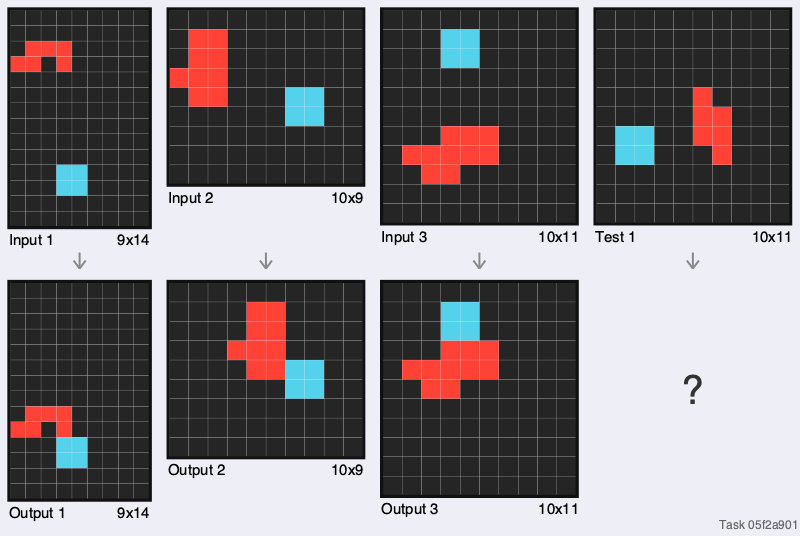 Input 1 9x14
Input 2 10x9
Input 3 10x11
Test 1 10x11
Output 1 9x14
Output 2 10x9
Output 3 10x11
?
Task 05f2a901